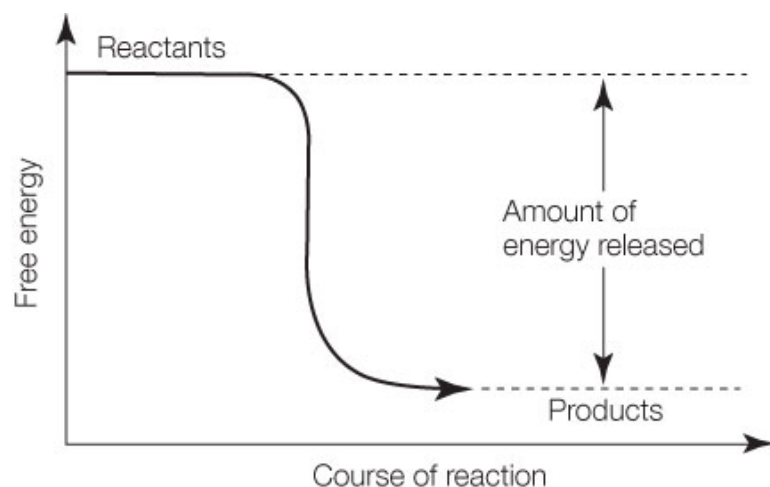 Reactants
Free energy
Amount of
energy released
Products
Course of reaction